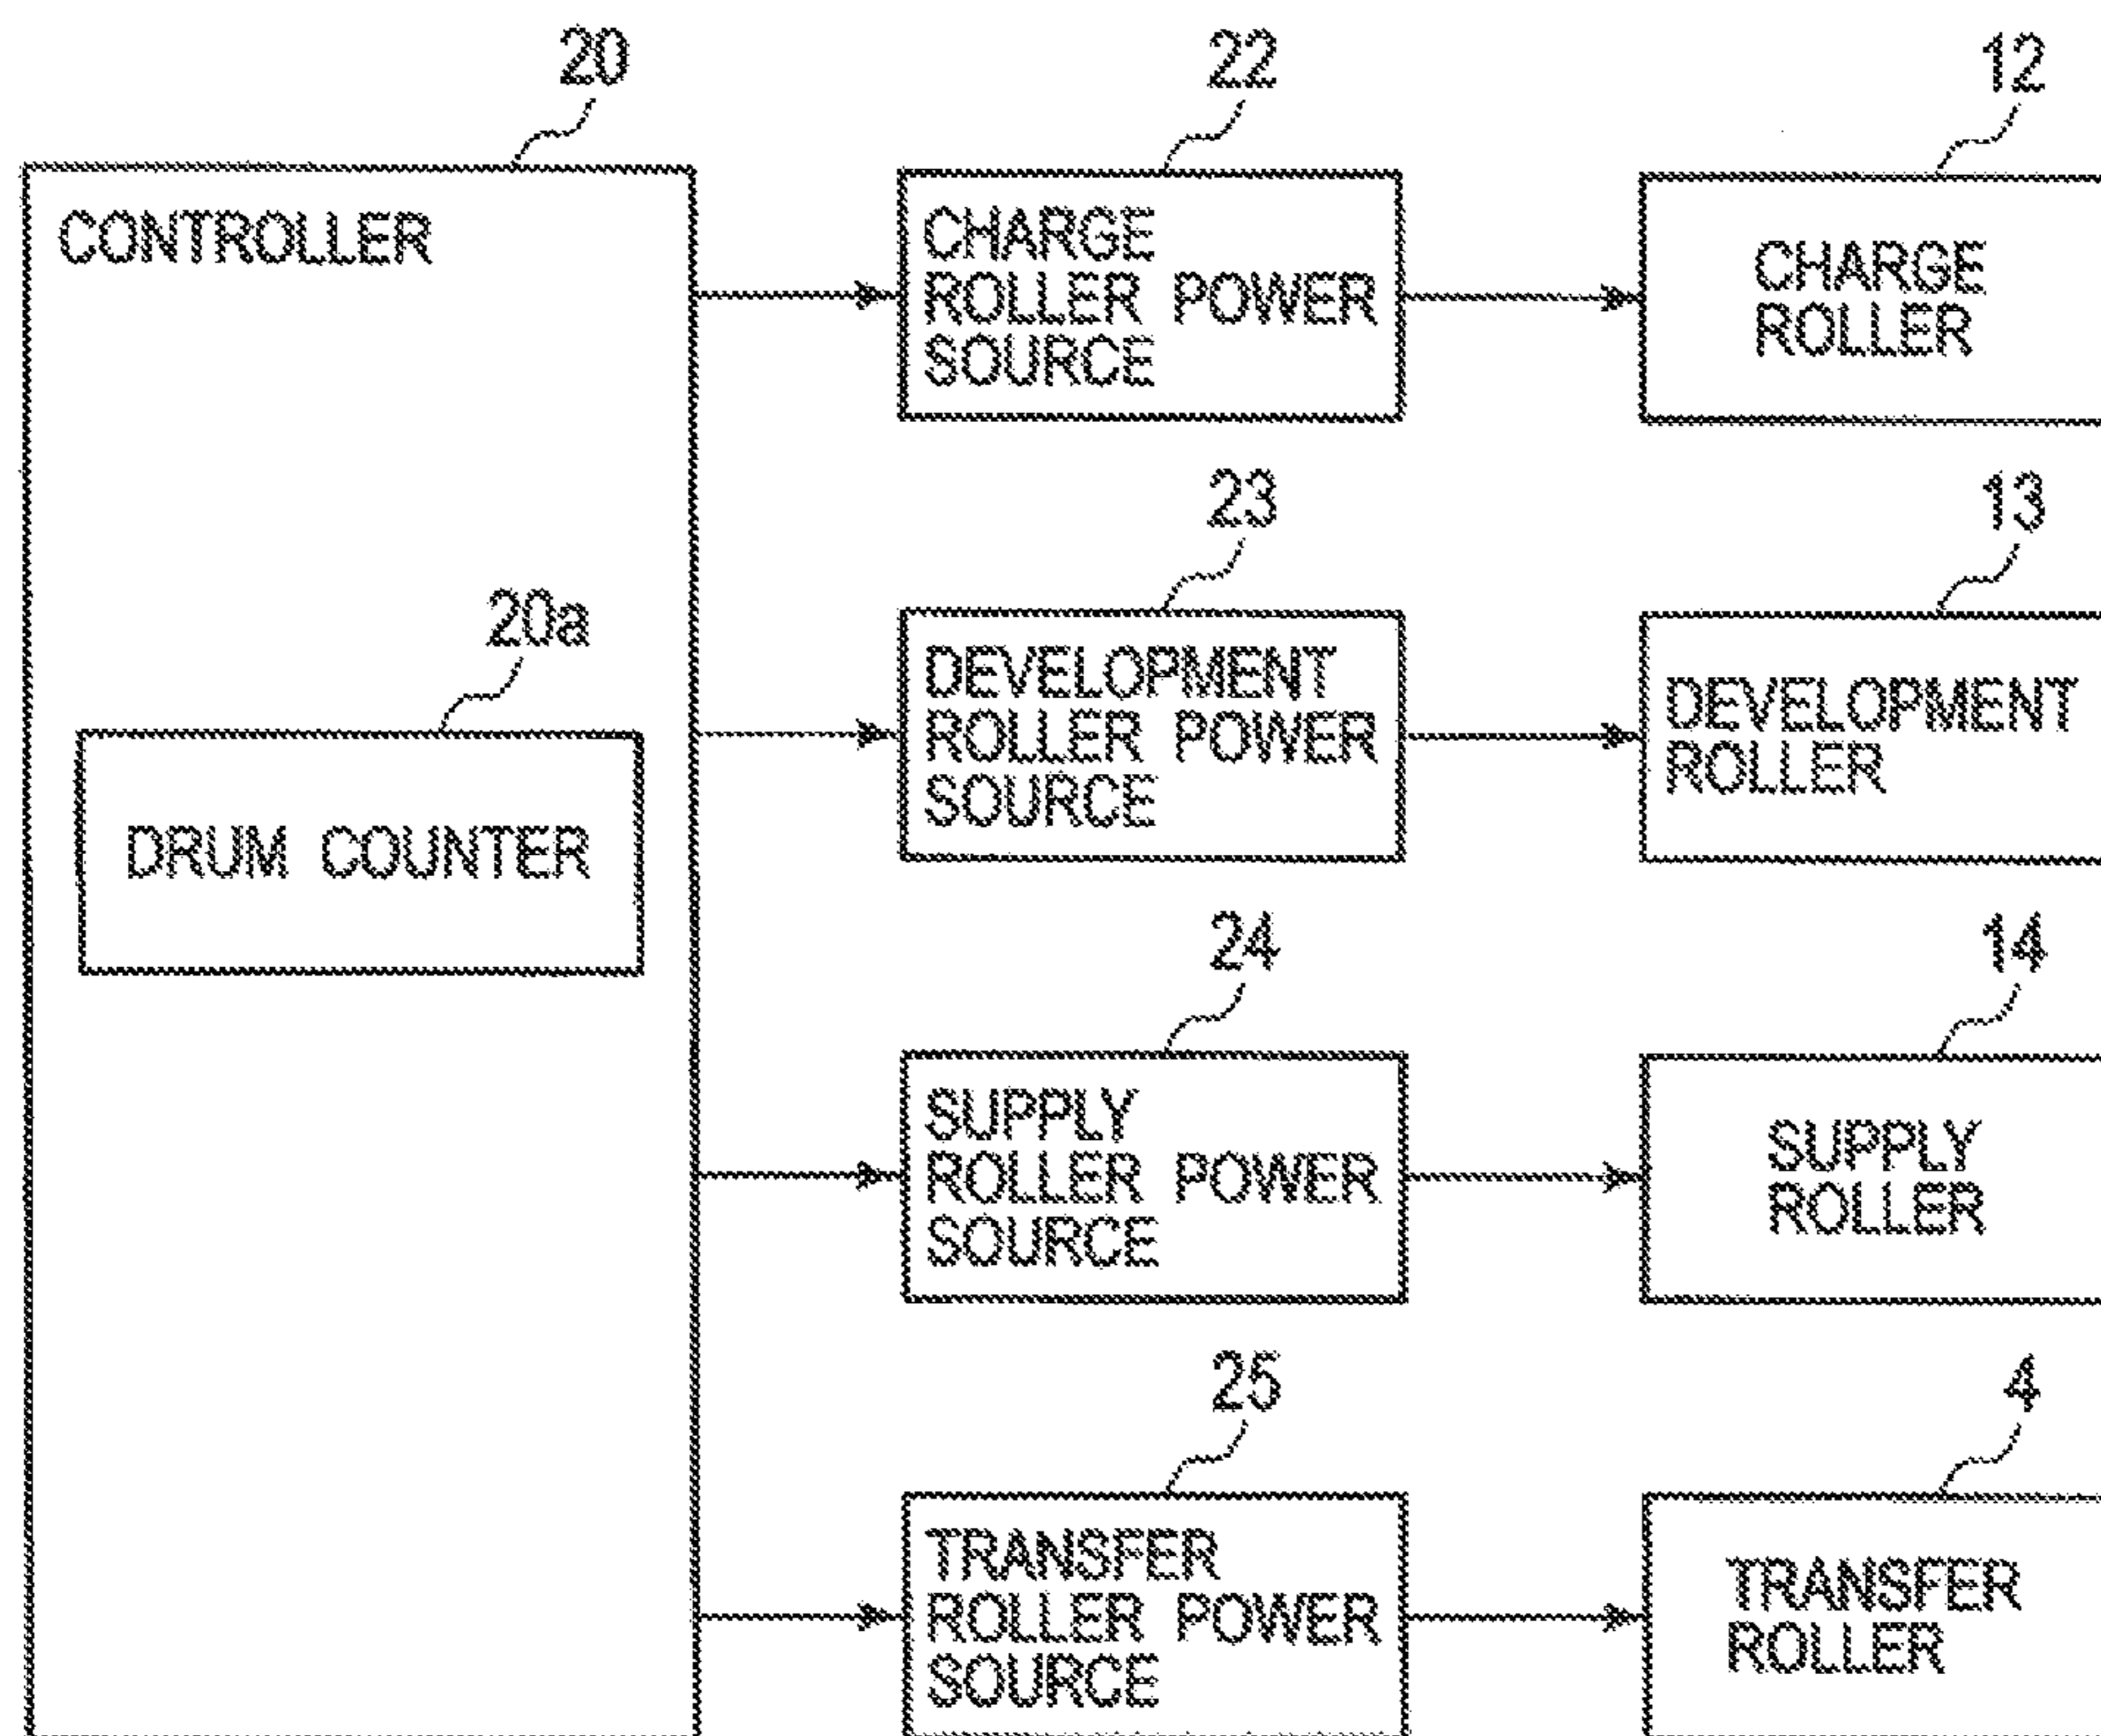 20
CONTROLLER
20a
DRUM COUNTER
22
CHARGE
ROLLER POWER
SOURCE
12
CHARGE
ROLLER
23
DEVELOPMENT
ROLLER POWER
SOURCE
13
DEVELOPMENT
ROLLER
24
SUPPLY
ROLLER POWER
SOURCE
14
SUPPLY
ROLLER
25
TRANSFER
ROLLER POWER
SOURCE
4
TRANSFER
ROLLER